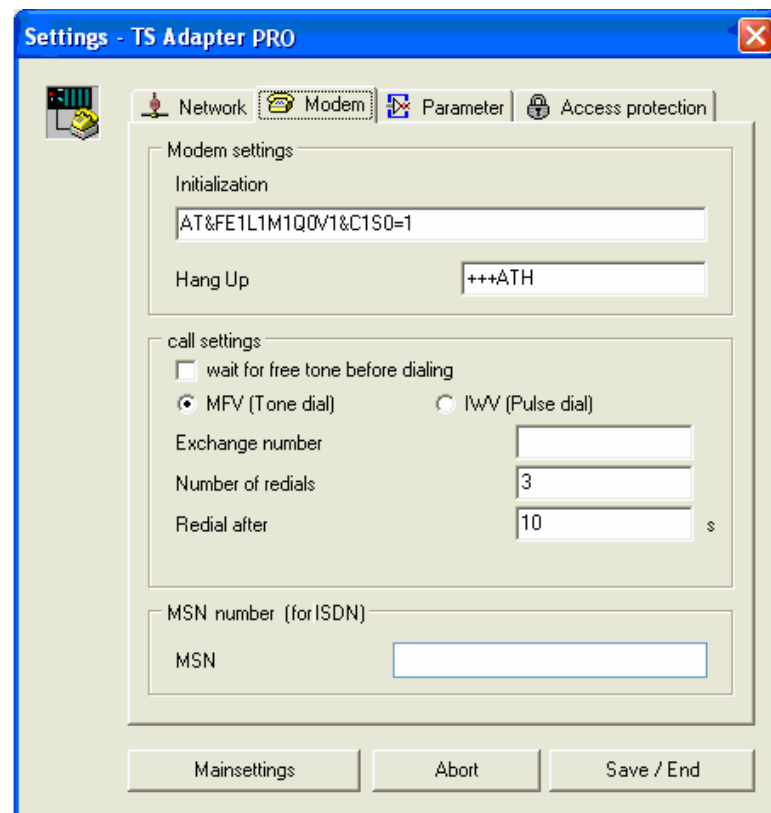 Settings - TS Adapter PRO
Network Modem Parameter Access protection
Modem settings
Initialization
AT&FE1L1M1Q0V1&C1S0=1
Hang Up +++ATH
call settings
wait for free tone before dialing
MFV (Tone dial) IWV (Pulse dial)
Exchange number
Number of redials 3
Redial after 10 s
MSN number (for ISDN)
MSN
Mainsettings Abort Save / End